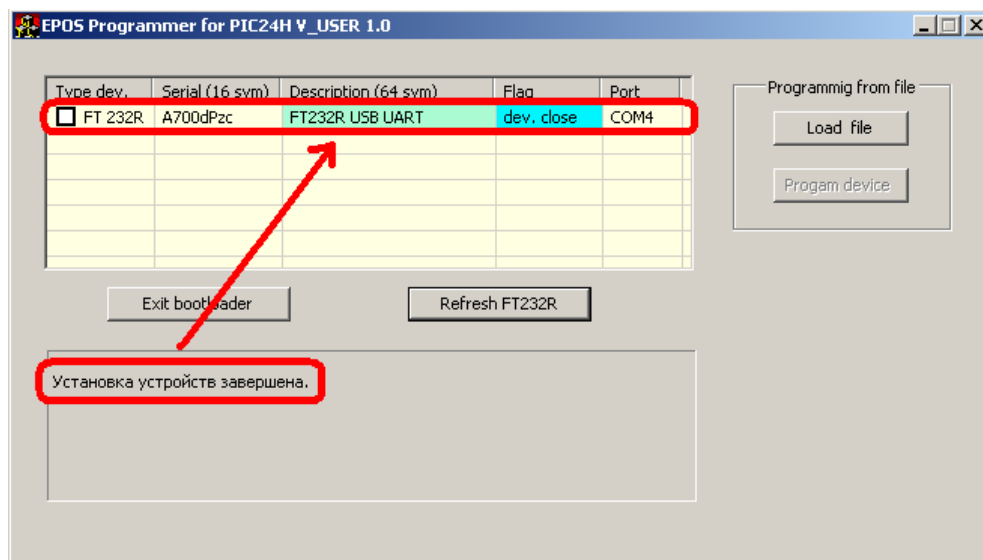 EPOS Programmer for PIC24H V_USER 1.0
Type dev. Serial (16 sym) Description (64 sym) Flag Port
FT 232R A700dPzc FT232R USB UART dev. close COM4
Programmig from file
Load file
Progam device
Exit bootloader Refresh FT232R
Установка устройств завершена.